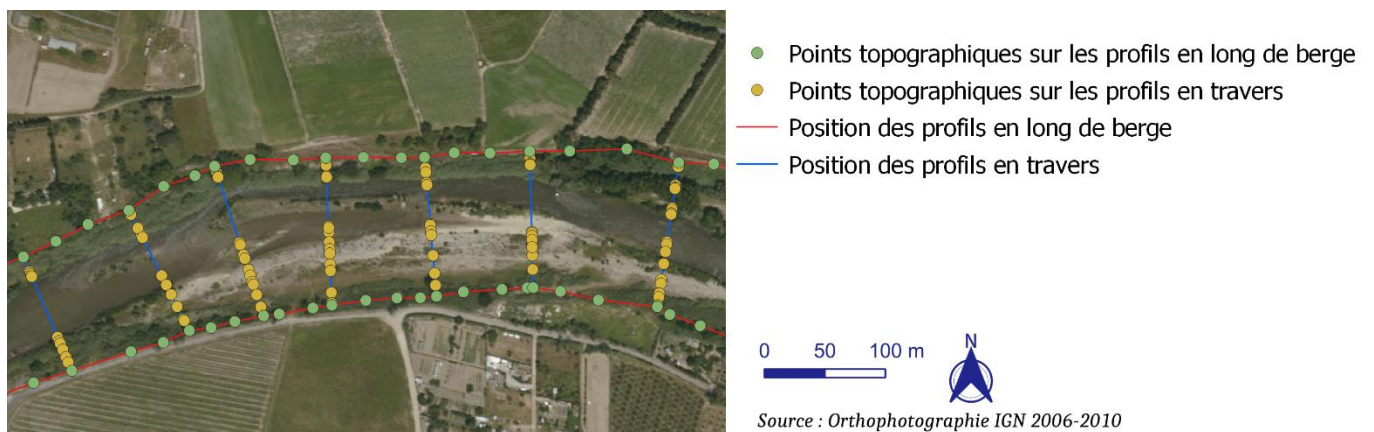 Points topographiques sur les profils en long de berge
Points topographiques sur les profils en travers
Position des profils en long de berge
Position des profils en travers
0 50 100 m
N
Source : Orthophotographie IGN 2006-2010